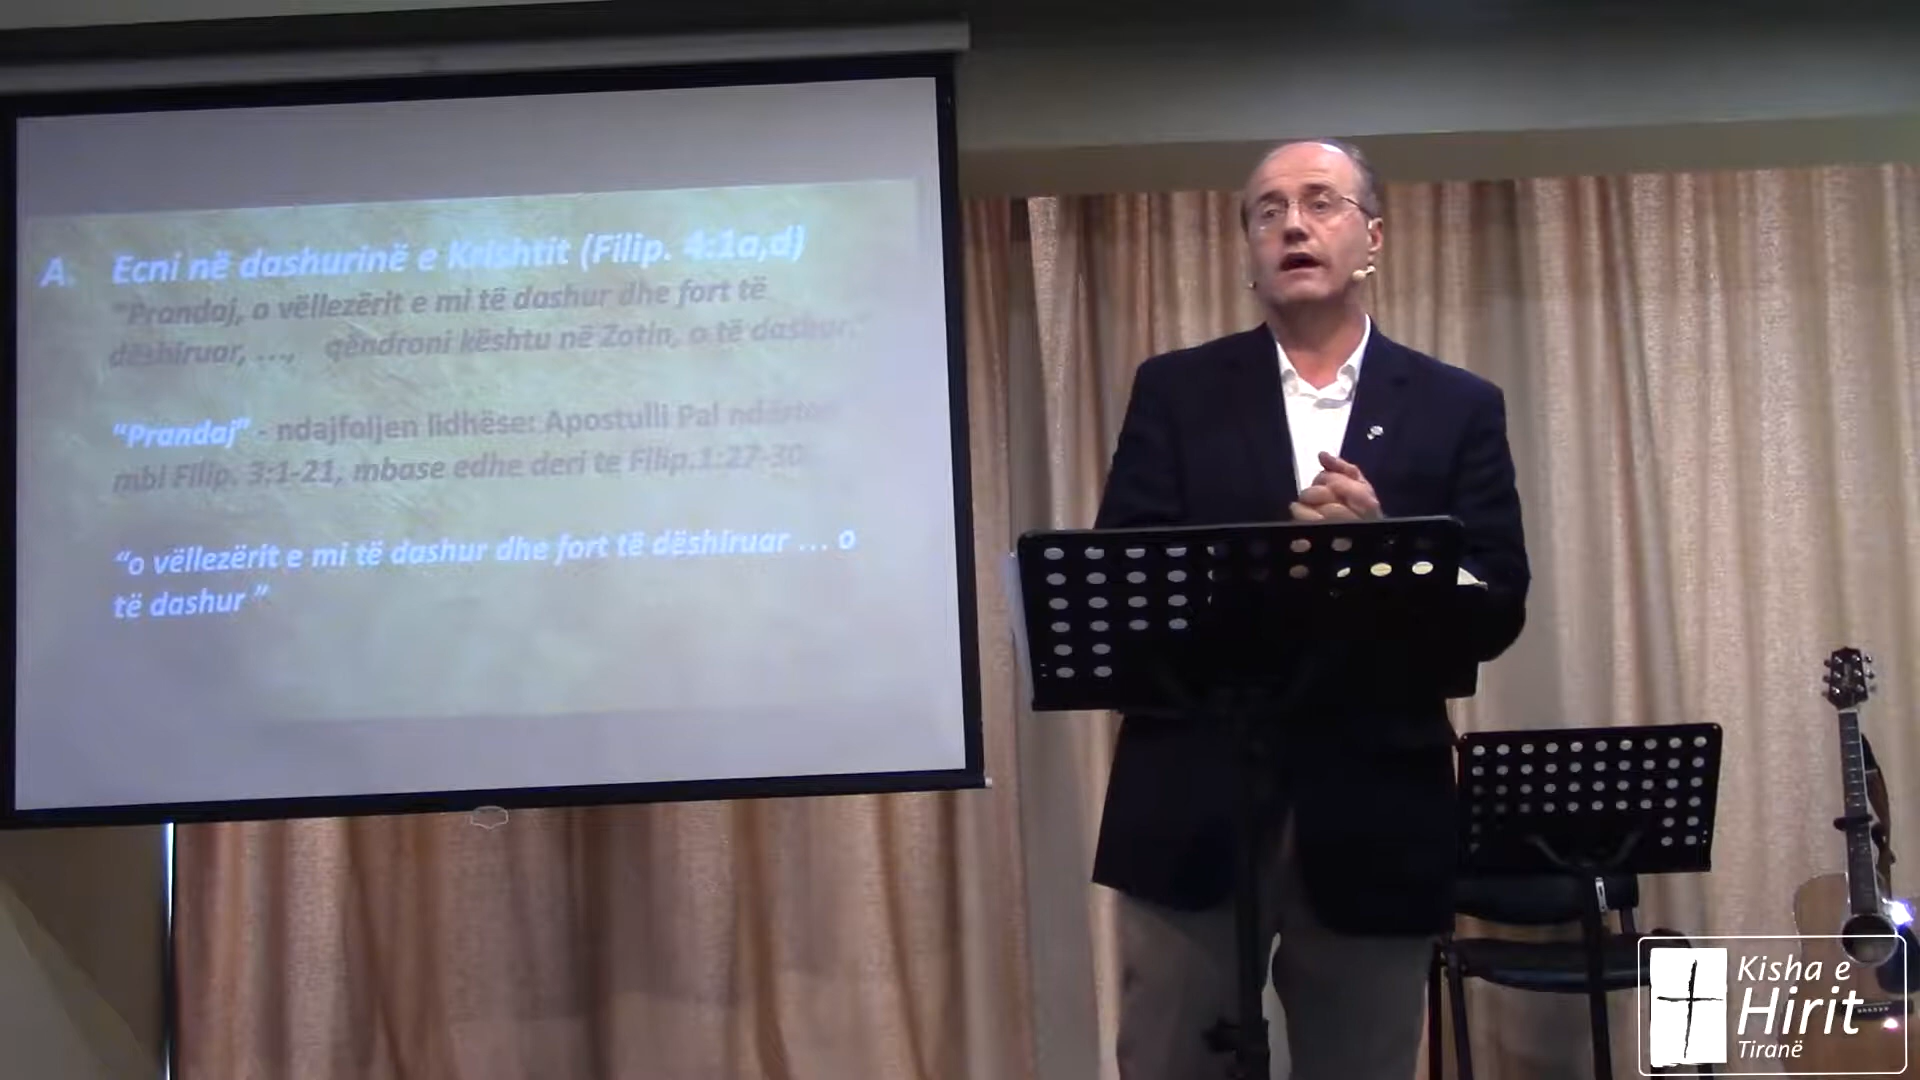 A. Ecni në dashurinë e Krishtit (Filip. 4:1a,d)
"Prandaj, o vëllezërit e mi të dashur dhe fort të
dëshiruar, ..., qëndroni kështu në Zotin, o të dashur."
"Prandaj" - ndajfoljen lidhëse: Apostulli Pal ndërton
mbi Filip. 3:1-21, mbase edhe deri te Filip.1:27-30
"o vëllezërit e mi të dashur dhe fort të dëshiruar ... o
të dashur"
Kisha e
Hirit
Tiranë